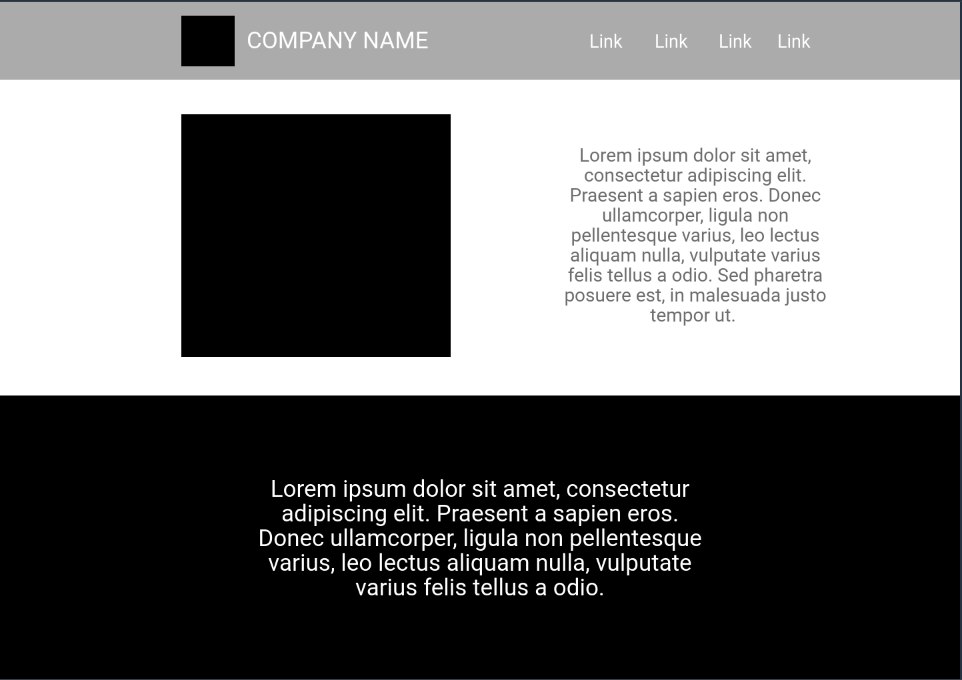 COMPANY NAME
Link Link Link Link
Lorem ipsum dolor sit amet,
consectetur adipiscing elit.
Praesent a sapien eros. Donec
ullamcorper, ligula non
pellentesque varius, leo lectus
aliquam nulla, vulputate varius
felis tellus a odio. Sed pharetra
posuere est, in malesuada justo
tempor ut.
Lorem ipsum dolor sit amet, consectetur
adipiscing elit. Praesent a sapien eros.
Donec ullamcorper, ligula non pellentesque
varius, leo lectus aliquam nulla, vulputate
varius felis tellus a odio.